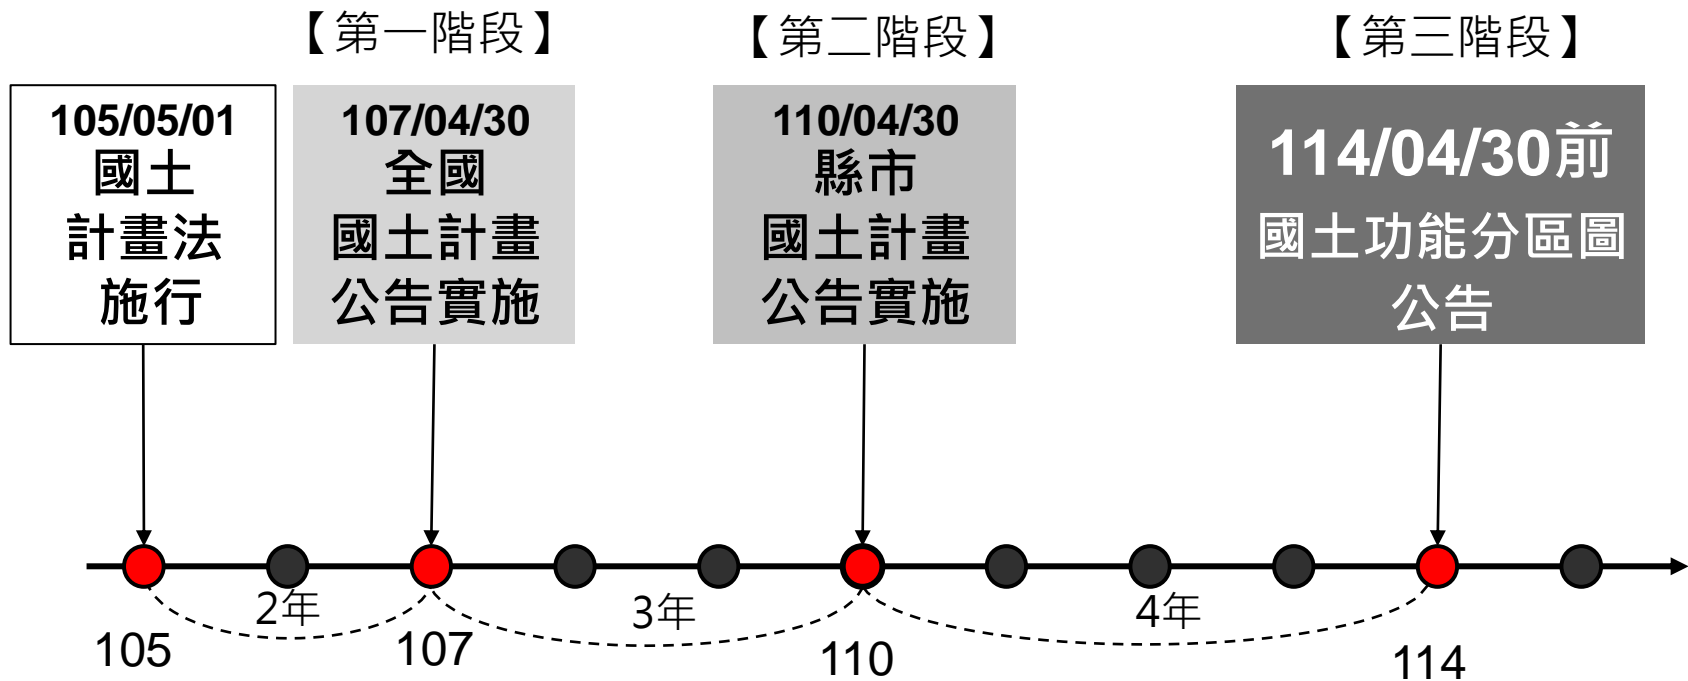 【第一階段】
【第二階段】
【第三階段】
105/05/01
國土
計畫法
施行
107/04/30
全國
國土計畫
公告實施
110/04/30
縣市
國土計畫
公告實施
114/04/30前
國土功能分區圖
公告
2年
3年
4年
105
107
110
114